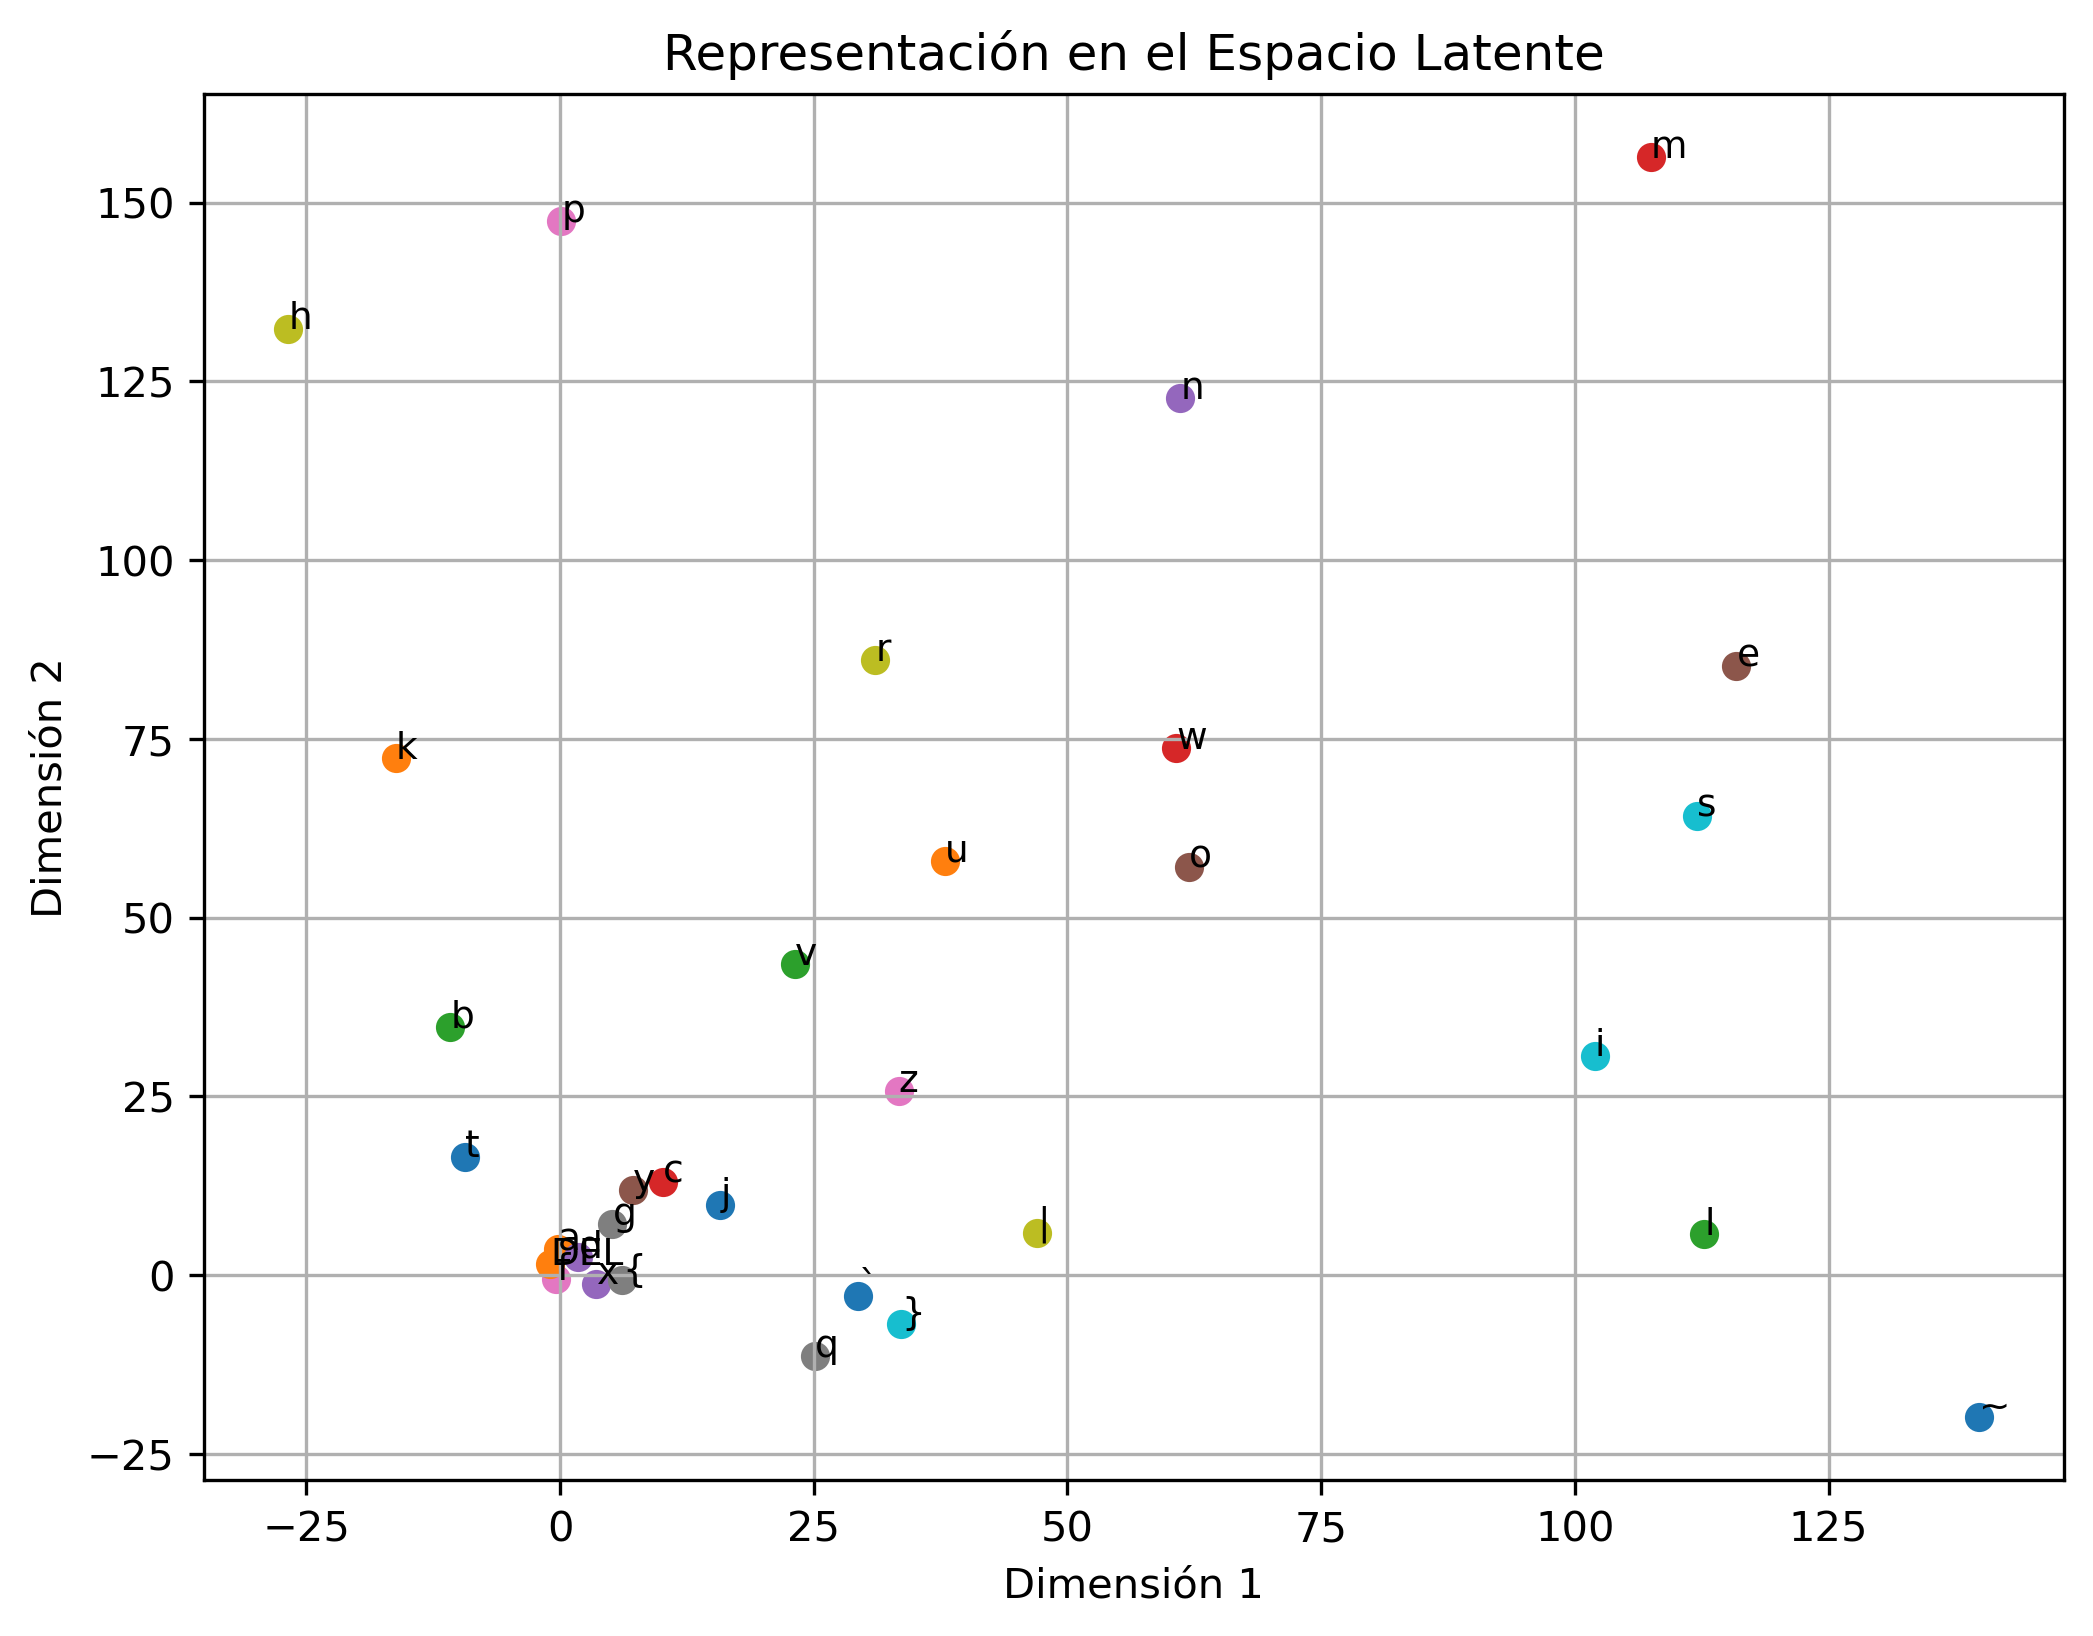 Representación en el Espacio Latente
m
p
h
n
r
e
k
w
s
u
o
v
b
i
z
t
c
y
j
g
|
l
a
d
DEL
f
x
{
`
}
q
~
150
125
100
75
50
25
0
−25
Dimensión 2
−25
0
25
50
75
100
125
Dimensión 1